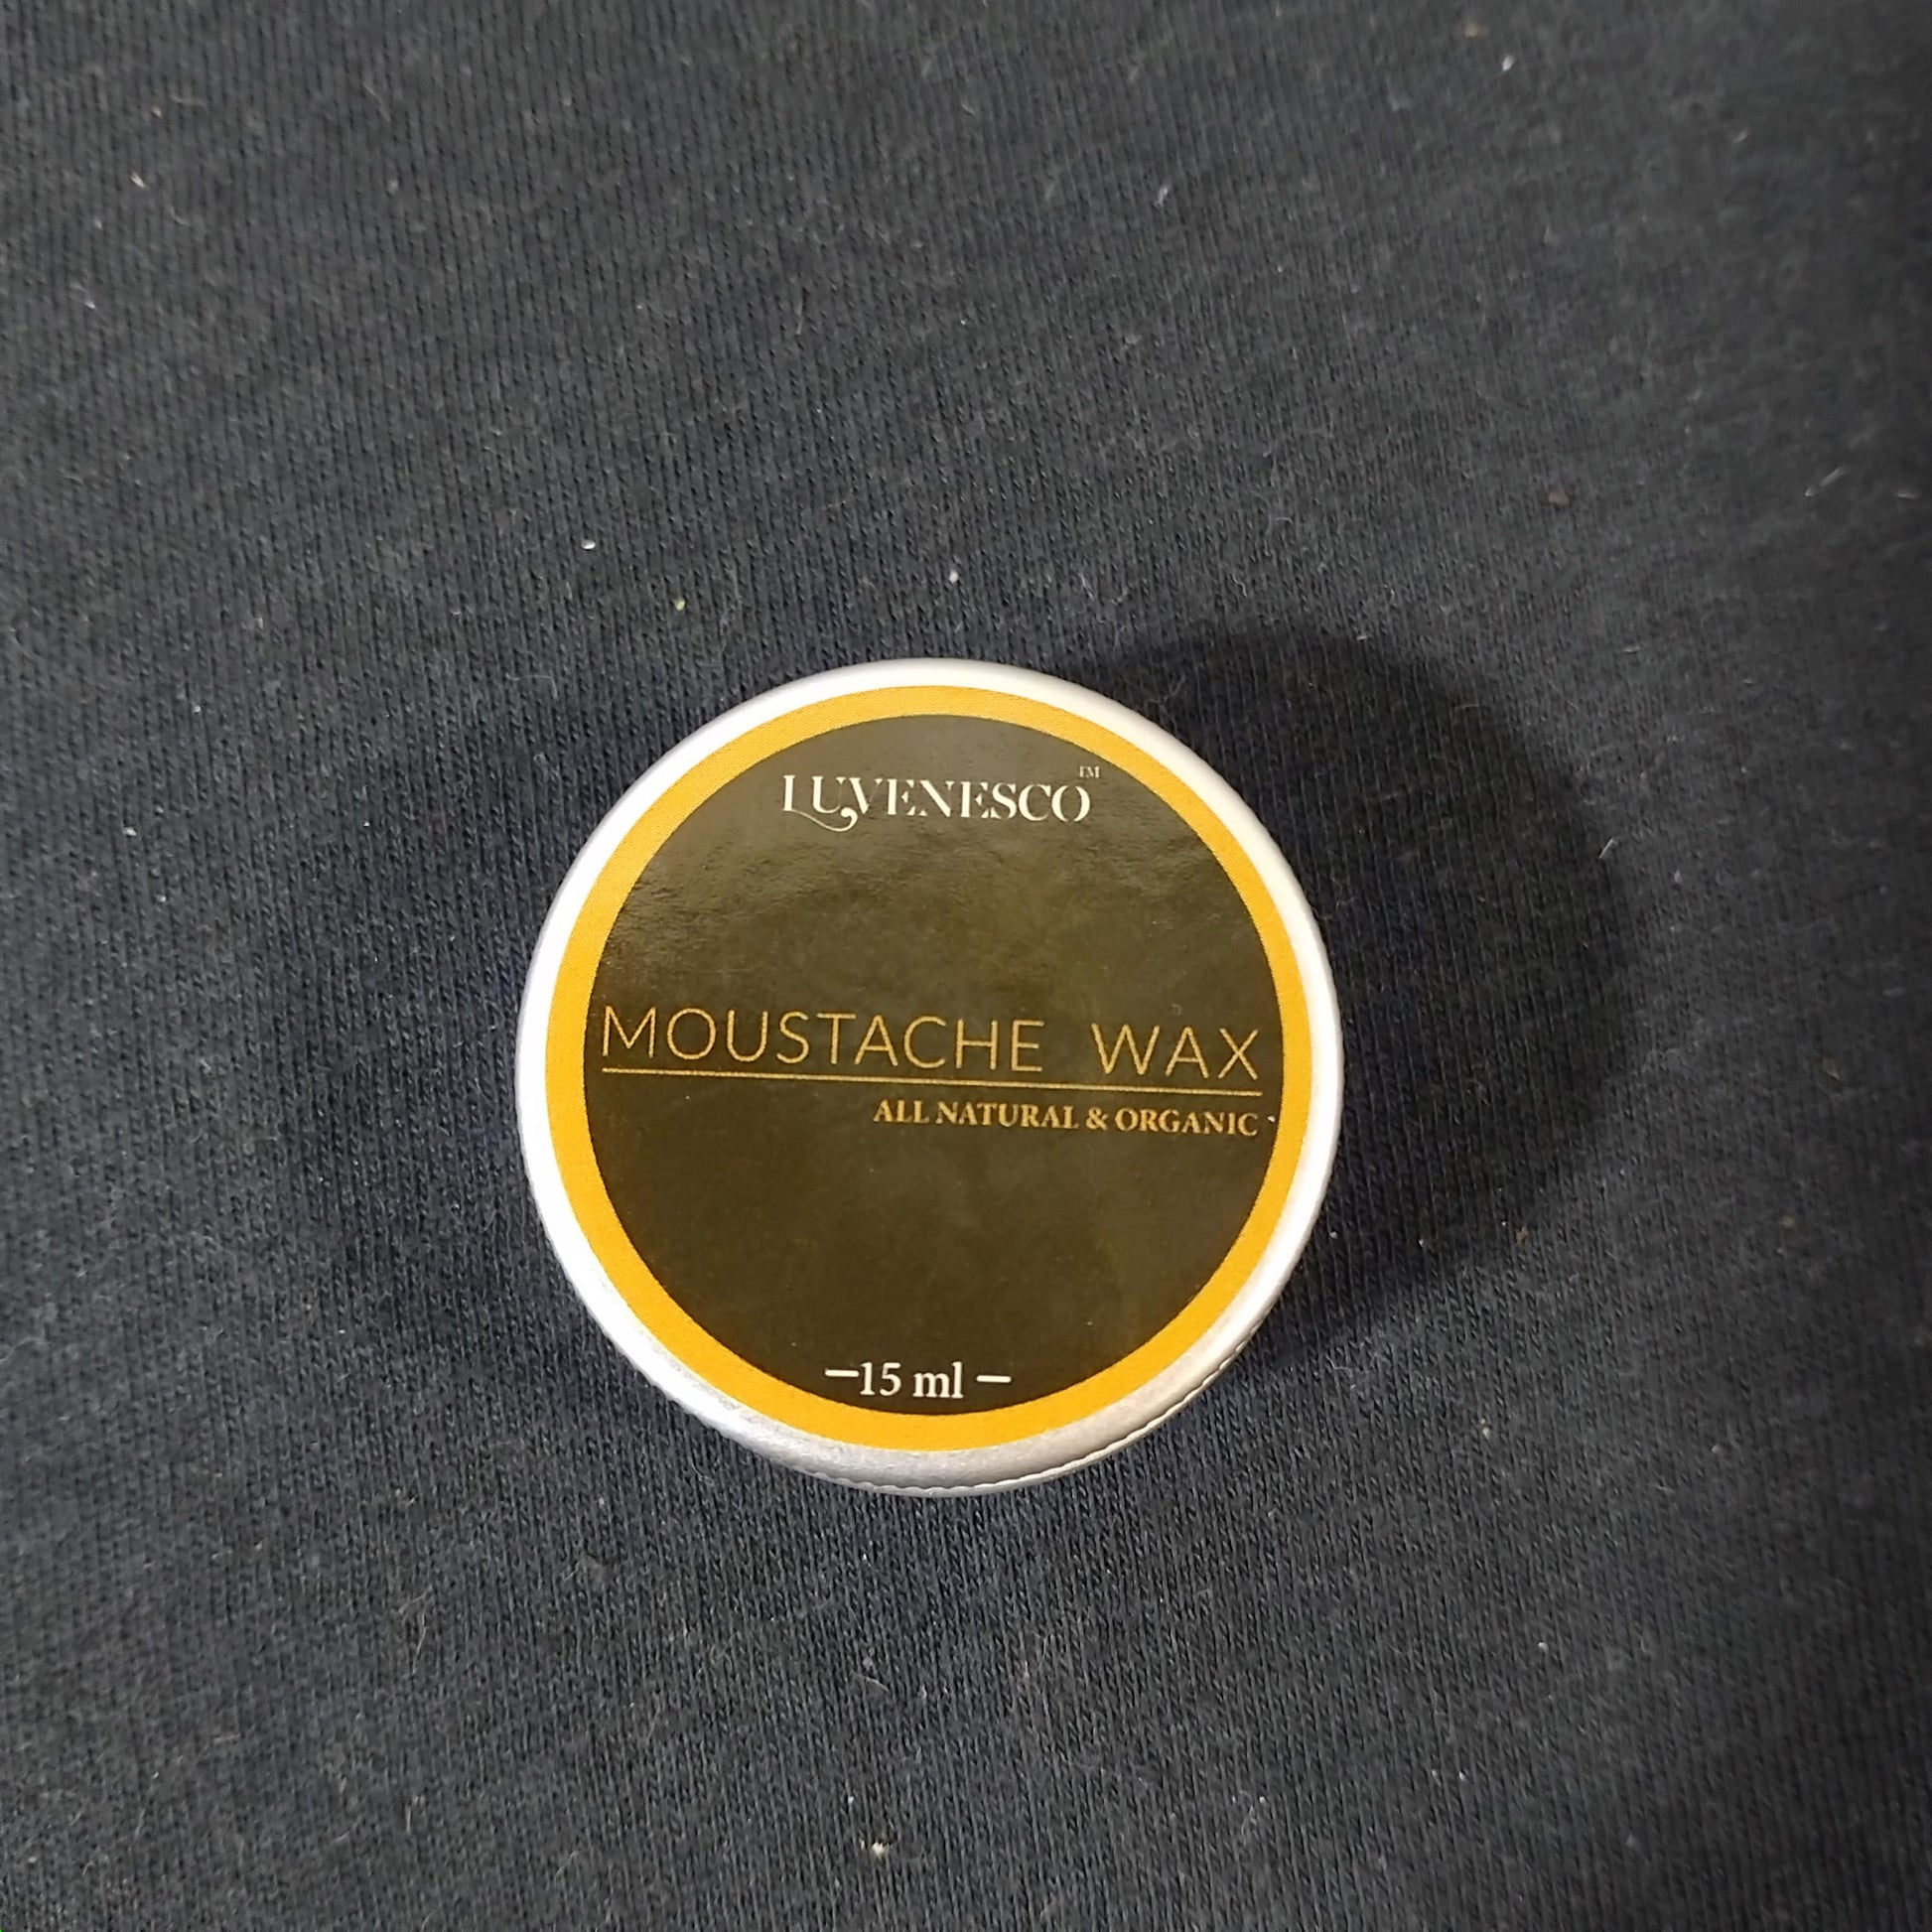 LUVENESCO™
MOUSTACHE WAX
ALL NATURAL & ORGANIC
—15 ml —